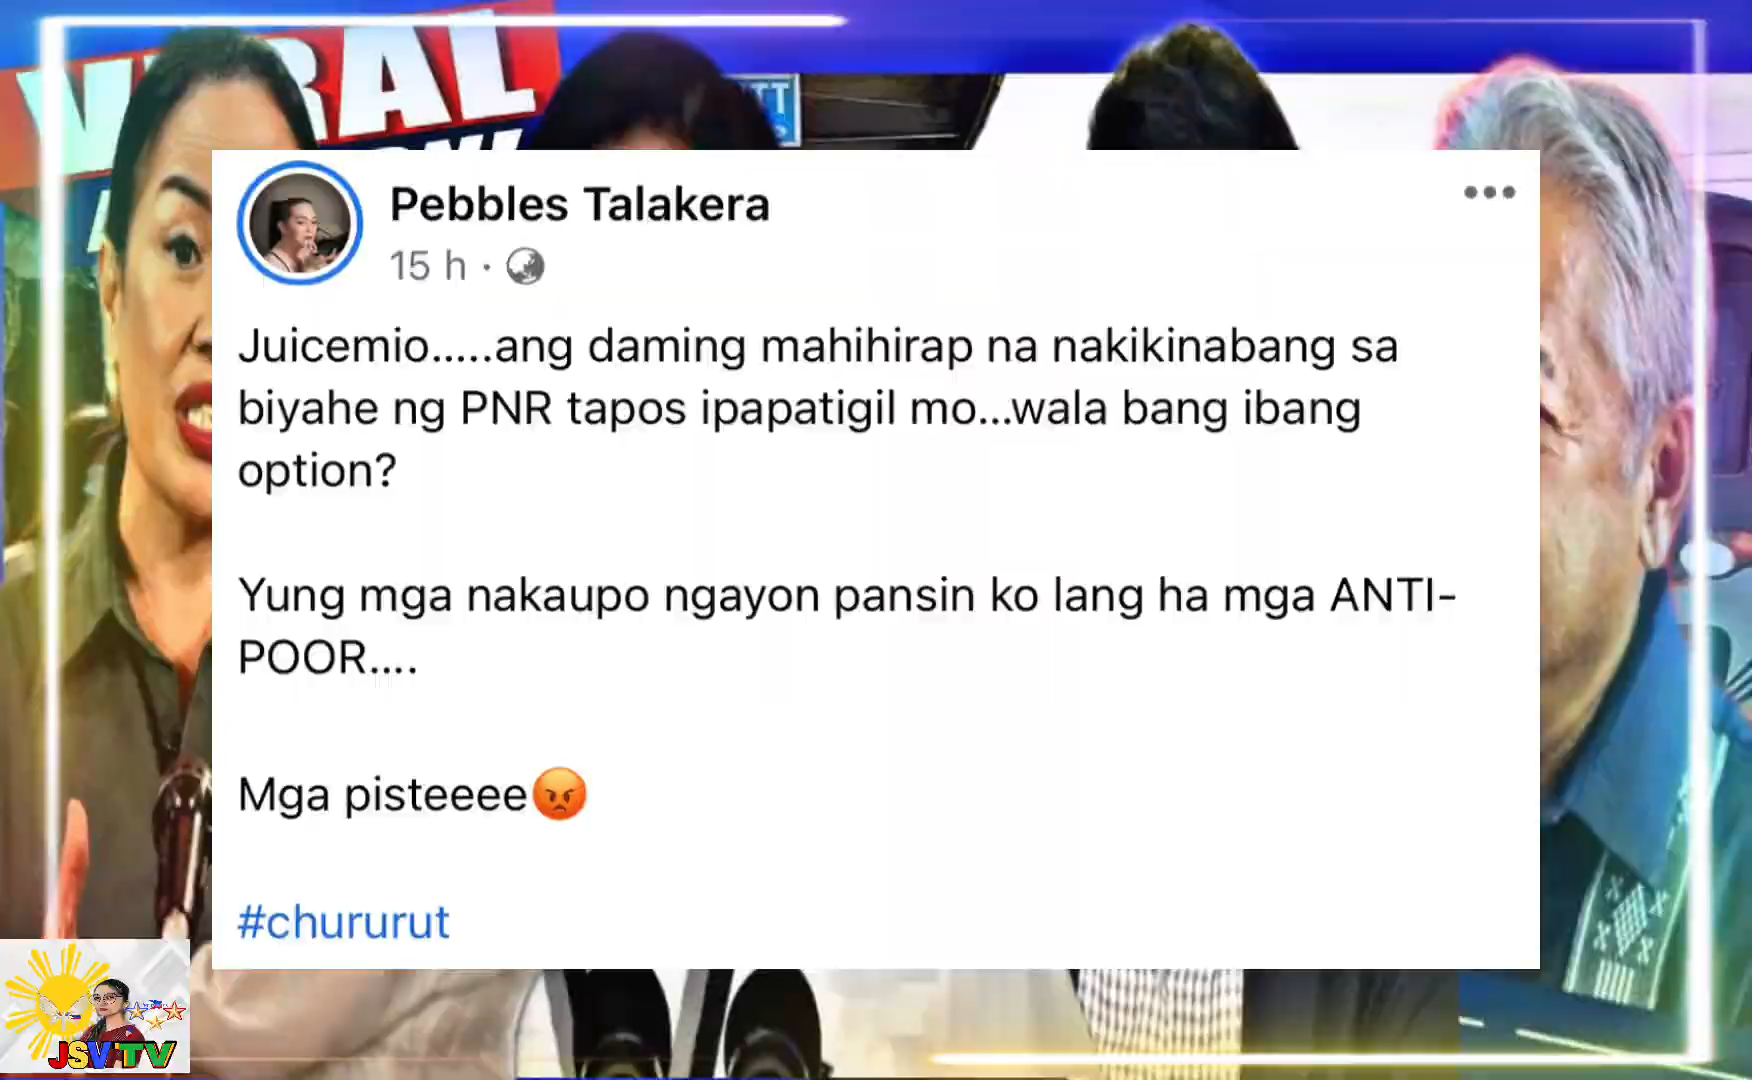 VIRAL
Pebbles Talakera
15 h ·
Juicemio.....ang daming mahihirap na nakikinabang sa
biyahe ng PNR tapos ipapatigil mo...wala bang ibang
option?
Yung mga nakaupo ngayon pansin ko lang ha mga ANTI-
POOR....
Mga pisteeee😡
#chururut
JSV TV